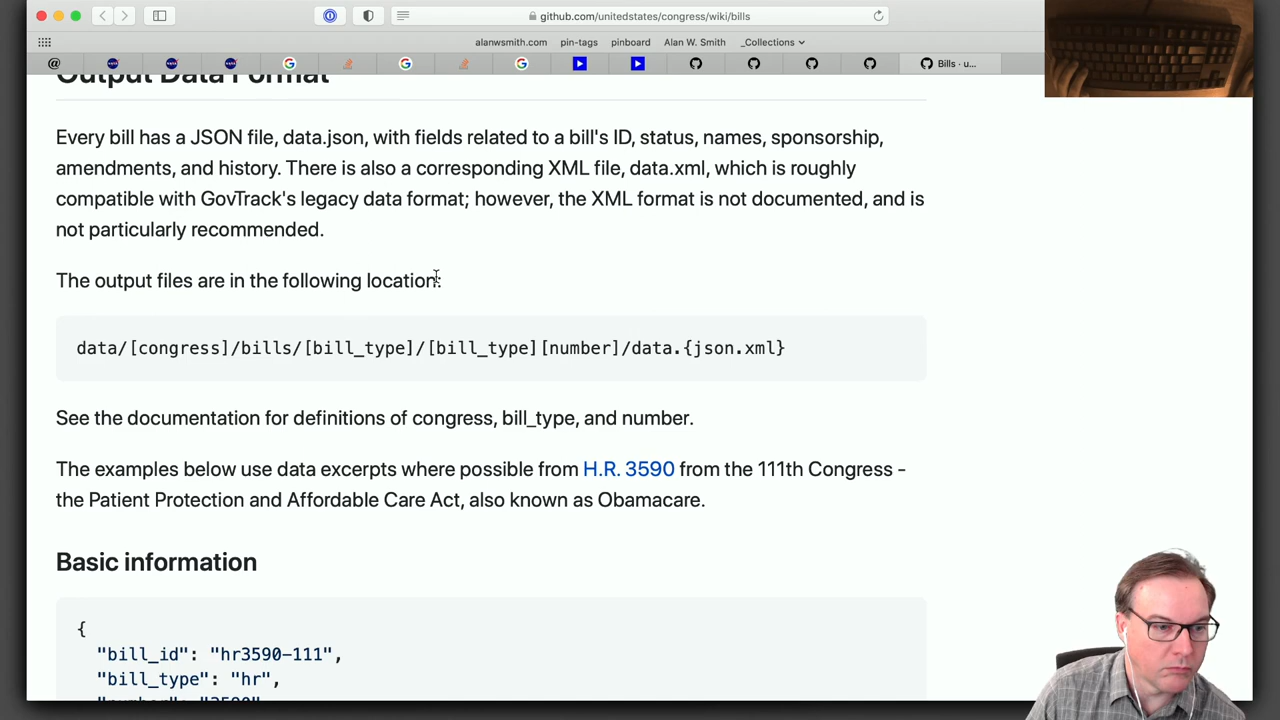 github.com/unitedstates/congress/wiki/bills
alanwsmith.com pin-tags pinboard Alan W. Smith _Collections
Bills · u...
Output Data Format
Every bill has a JSON file, data.json, with fields related to a bill's ID, status, names, sponsorship,
amendments, and history. There is also a corresponding XML file, data.xml, which is roughly
compatible with GovTrack's legacy data format; however, the XML format is not documented, and is
not particularly recommended.
The output files are in the following location:
data/[congress]/bills/[bill_type]/[bill_type][number]/data.{json.xml}
See the documentation for definitions of congress, bill_type, and number.
The examples below use data excerpts where possible from H.R. 3590 from the 111th Congress -
the Patient Protection and Affordable Care Act, also known as Obamacare.
Basic information
{
"bill_id": "hr3590-111",
"bill_type": "hr",
"number": "3590"